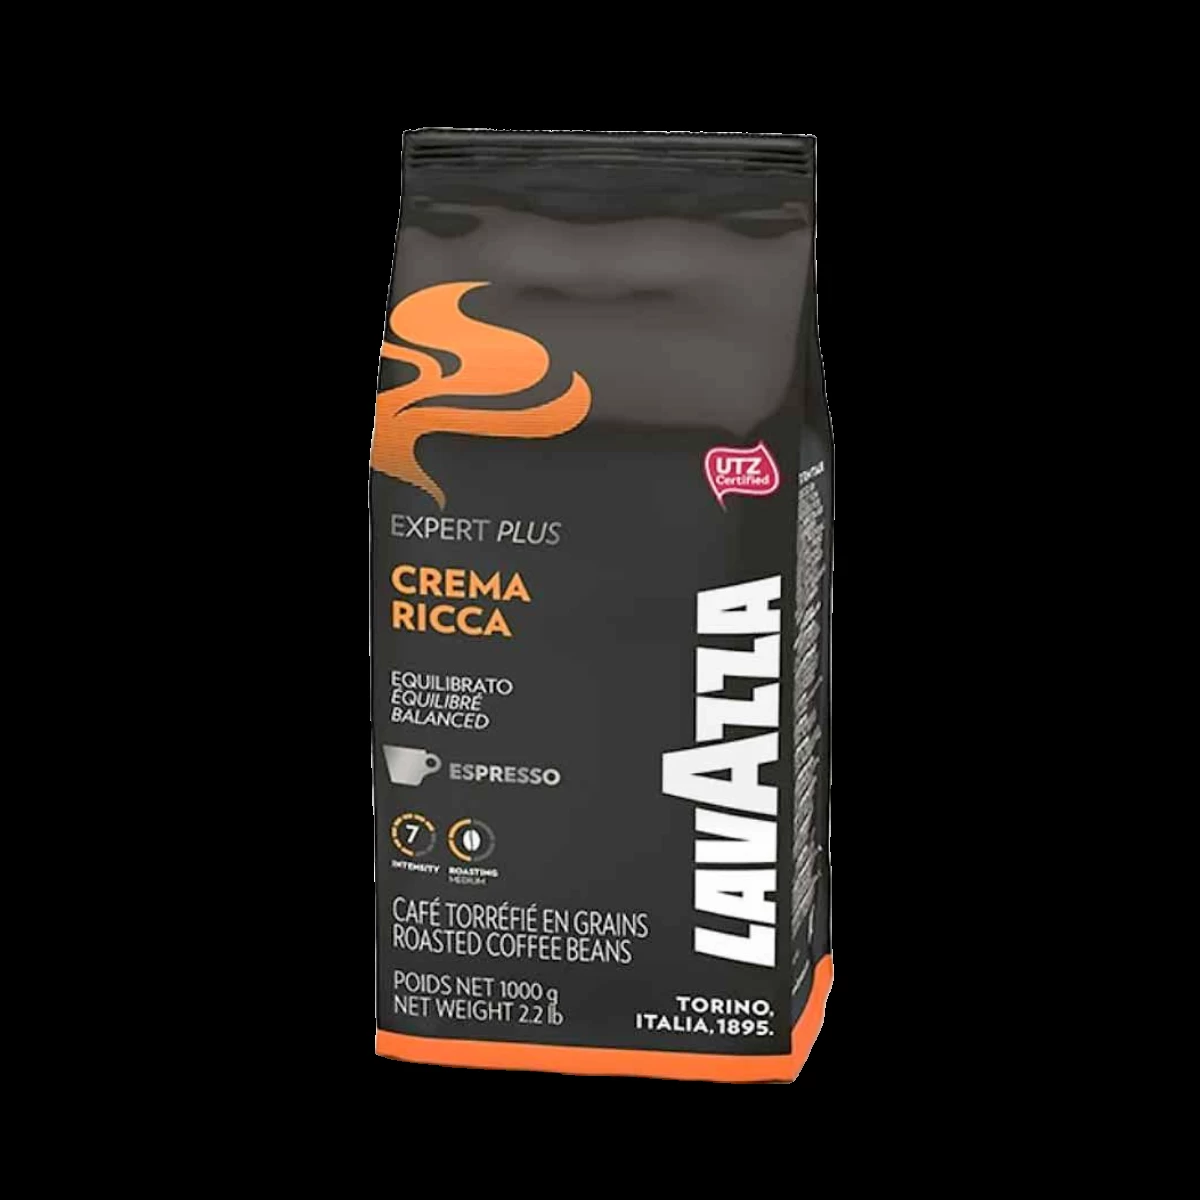 UTZ
Certified
EXPERT PLUS
CREMA
RICCA
EQUILIBRATO
ÉQUILIBRÉ
BALANCED
ESPRESSO
7
INTENSITY
ROASTING
MEDIUM
LAVAZZA
CAFÉ TORRÉFIÉ EN GRAINS
ROASTED COFFEE BEANS
POIDS NET 1000 g
NET WEIGHT 2.2 lb
TORINO,
ITALIA, 1895.